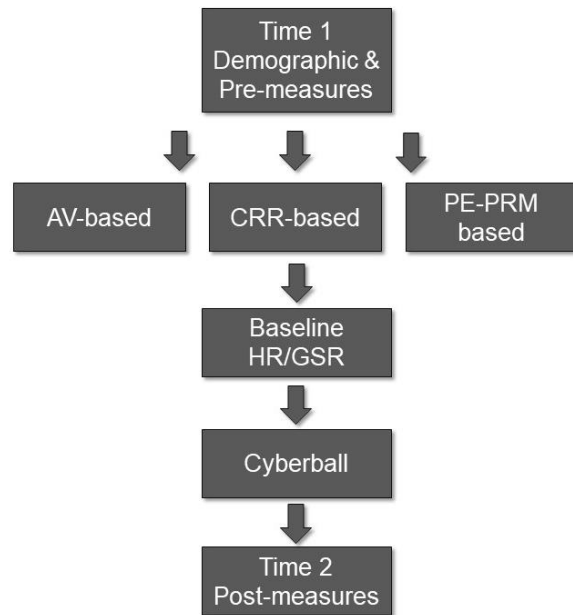 Time 1
Demographic &
Pre-measures
AV-based
CRR-based
PE-PRM
based
Baseline
HR/GSR
Cyberball
Time 2
Post-measures